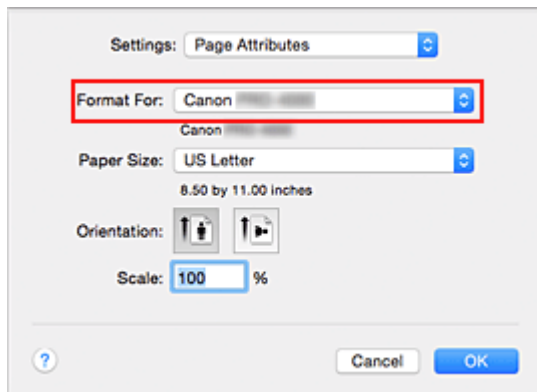 Settings: Page Attributes
Format For: Canon
Canon
Paper Size: US Letter
8.50 by 11.00 inches
Orientation:
Scale: 100 %
? Cancel OK